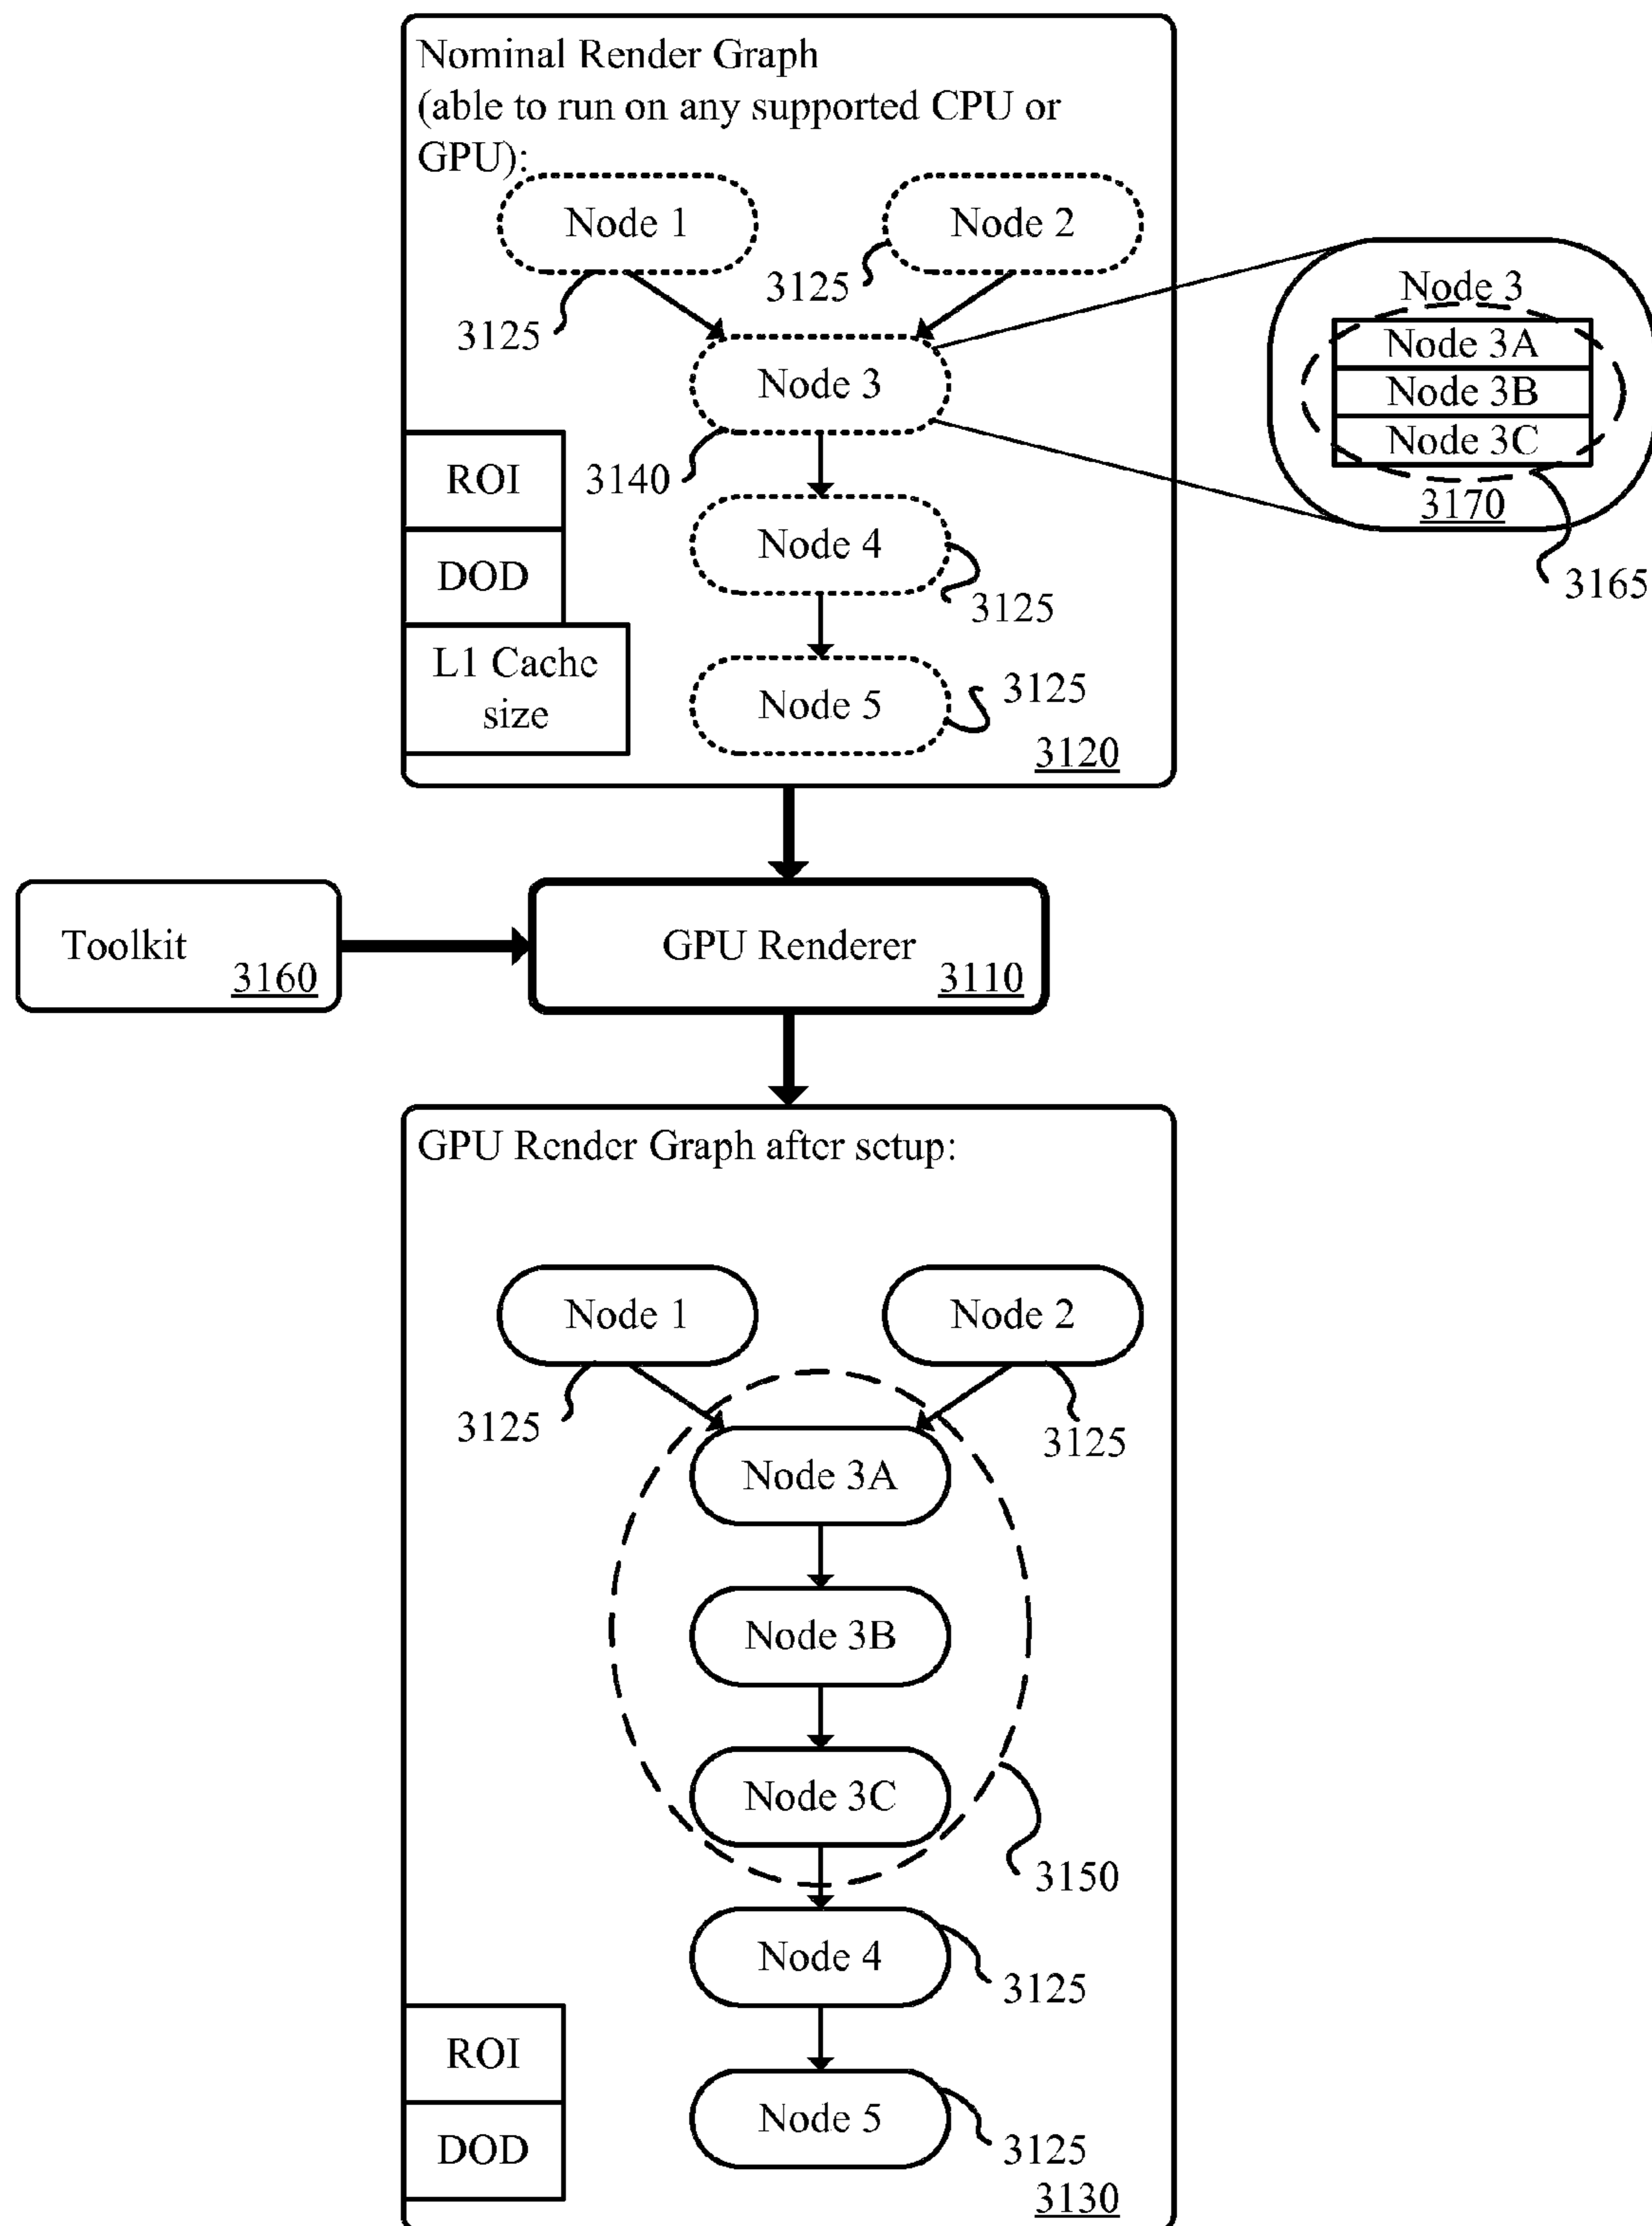 Nominal Render Graph
(able to run on any supported CPU or
GPU):
Node 1
Node 2
3125
3125
Node 3
Node 3
Node 3A
Node 3B
Node 3C
3170
3165
ROI
3140
DOD
Node 4
3125
L1 Cache
size
Node 5
3125
3120
Toolkit
3160
GPU Renderer
3110
GPU Render Graph after setup:
Node 1
Node 2
3125
3125
Node 3A
Node 3B
Node 3C
3150
Node 4
3125
ROI
DOD
Node 5
3125
3130